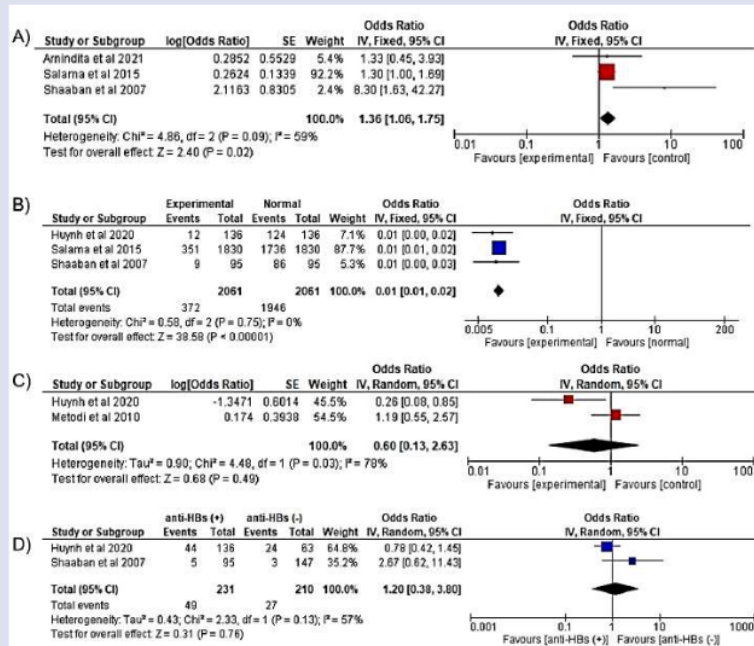 A)
Odds Ratio Odds Ratio
Study or Subgroup log[Odds Ratio] SE Weight IV, Fixed, 95% CI IV, Fixed, 95% CI
Arnindita et al 2021 0.2852 0.5529 5.4% 1.33 [0.45, 3.93]
Salama et al 2015 0.2624 0.1339 92.2% 1.30 [1.00, 1.69]
Shaaban 2007 2.1163 0.8305 2.4% 8.30 [1.63, 42.27]
Total (95% CI) 100.0% 1.36 [1.06, 1.75]
Heterogeneity: Chi² = 4.86, df = 2 (P = 0.09); I² = 59%
Test for overall effect: Z = 2.40 (P = 0.02)
0.01 0.1 1 10 100
Favours [experimental] Favours [control]
B)
Experimental Normal Odds Ratio Odds Ratio
Study or Subgroup Events Total Events Total Weight IV, Fixed, 95% CI IV, Fixed, 95% CI
Huynh et al 2020 12 136 124 136 7.1% 0.01 [0.00, 0.02]
Salama et al 2015 351 1830 1736 1830 87.7% 0.01 [0.01, 0.02]
Shaaban 2007 9 95 86 95 5.3% 0.01 [0.00, 0.03]
Total (95% CI) 2061 2061 100.0% 0.01 [0.01, 0.02]
Total events 372 1946
Heterogeneity: Chi² = 0.58, df = 2 (P = 0.75); I² = 0%
Test for overall effect: Z = 38.58 (P < 0.00001)
0.005 0.1 1 10 200
Favours [experimental] Favours [normal]
C)
Odds Ratio Odds Ratio
Study or Subgroup log[Odds Ratio] SE Weight IV, Random, 95% CI IV, Random, 95% CI
Huynh et al 2020 -1.3471 0.6014 45.5% 0.26 [0.08, 0.85]
Metodi et al 2010 0.174 0.3938 54.5% 1.19 [0.55, 2.57]
Total (95% CI) 100.0% 0.60 [0.13, 2.63]
Heterogeneity: Tau² = 0.90; Chi² = 4.48, df = 1 (P = 0.03); I² = 78%
Test for overall effect: Z = 0.68 (P = 0.49)
0.01 0.1 1 10 100
Favours [experimental] Favours [control]
D)
anti-HBs (+) anti-HBs (-) Odds Ratio Odds Ratio
Study or Subgroup Events Total Events Total Weight IV, Random, 95% CI IV, Random, 95% CI
Huynh et al 2020 44 136 24 63 64.8% 0.78 [0.42, 1.45]
Shaaban 2007 5 95 3 147 35.2% 2.67 [0.62, 11.43]
Total (95% CI) 231 210 100.0% 1.20 [0.38, 3.80]
Total events 49 27
Heterogeneity: Tau² = 0.43; Chi² = 2.33, df = 1 (P = 0.13); I² = 57%
Test for overall effect: Z = 0.31 (P = 0.76)
0.001 0.1 1 10 1000
Favours [anti-HBs (+)] Favours [anti-HBs (-)]